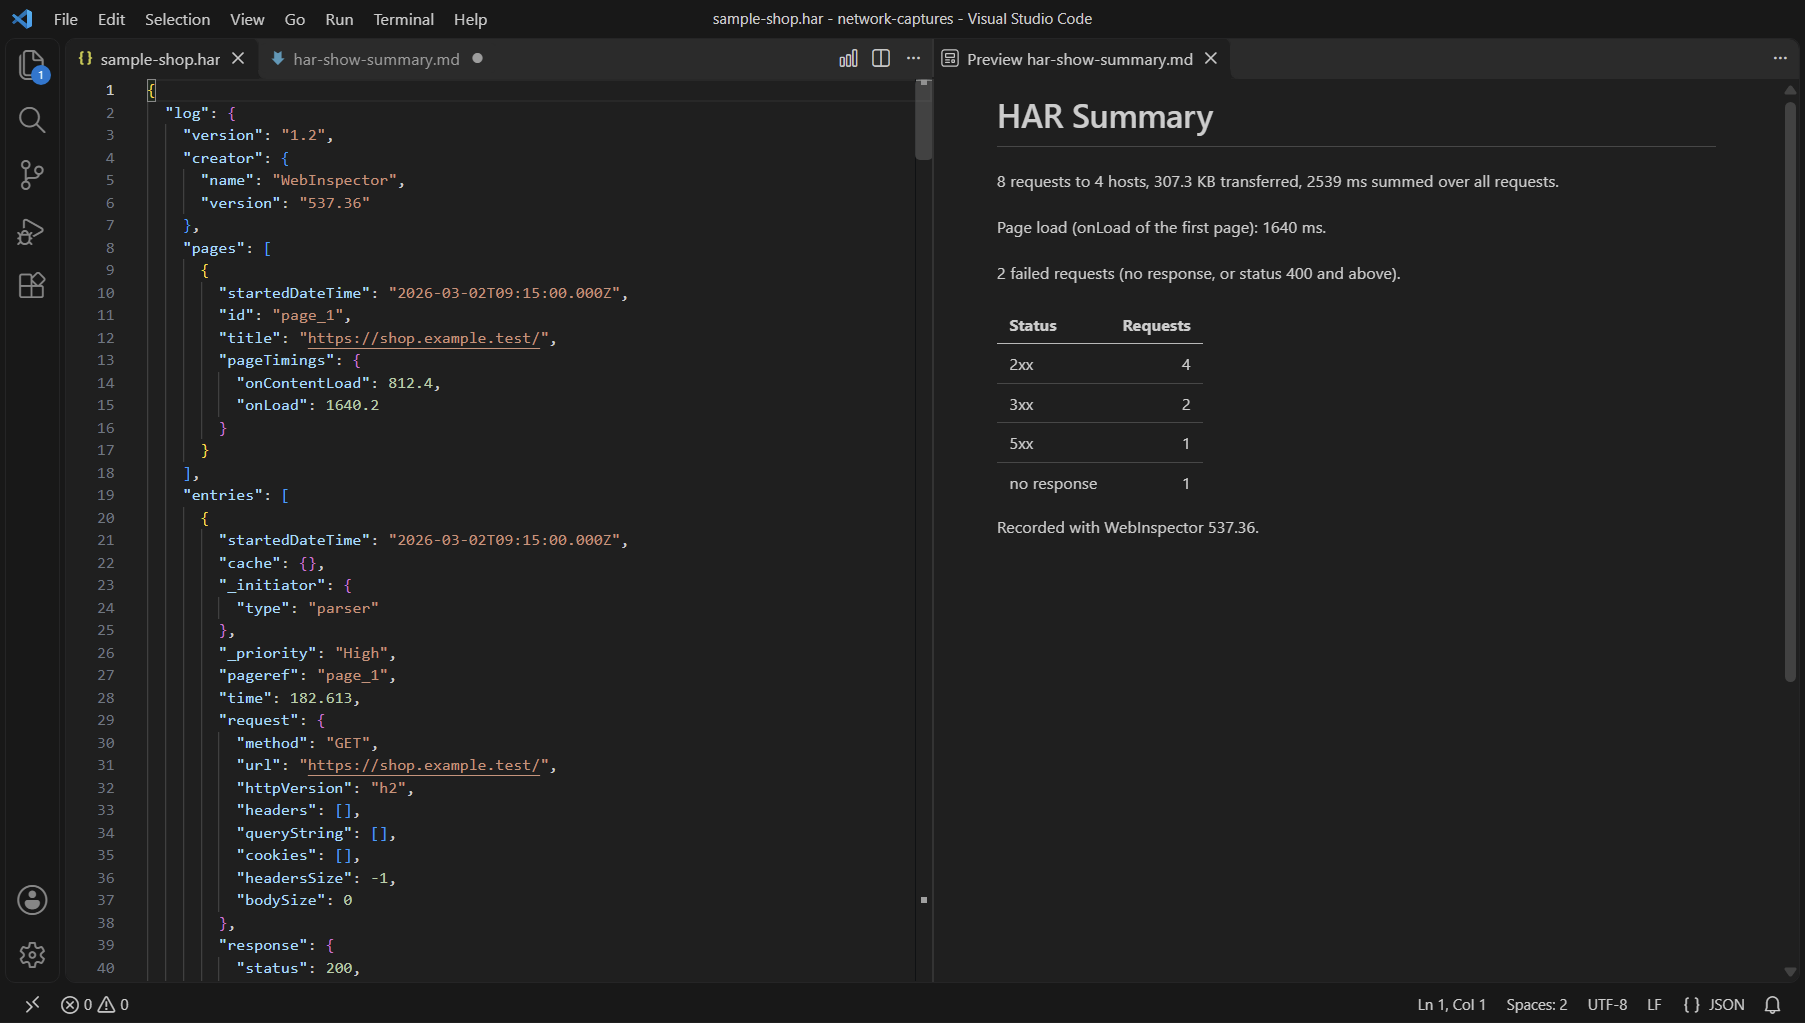 File Edit Selection View Go Run Terminal Help
sample-shop.har - network-captures - Visual Studio Code
1
{} sample-shop.har
har-show-summary.md
Preview har-show-summary.md
1 {
2 "log": {
3 "version": "1.2",
4 "creator": {
5 "name": "WebInspector",
6 "version": "537.36"
7 },
8 "pages": [
9 {
10 "startedDateTime": "2026-03-02T09:15:00.000Z",
11 "id": "page_1",
12 "title": "https://shop.example.test/",
13 "pageTimings": {
14 "onContentLoad": 812.4,
15 "onLoad": 1640.2
16 }
17 }
18 ],
19 "entries": [
20 {
21 "startedDateTime": "2026-03-02T09:15:00.000Z",
22 "cache": {},
23 "_initiator": {
24 "type": "parser"
25 },
26 "_priority": "High",
27 "pageref": "page_1",
28 "time": 182.613,
29 "request": {
30 "method": "GET",
31 "url": "https://shop.example.test/",
32 "httpVersion": "h2",
33 "headers": [],
34 "queryString": [],
35 "cookies": [],
36 "headersSize": -1,
37 "bodySize": 0
38 },
39 "response": {
40 "status": 200,
HAR Summary
8 requests to 4 hosts, 307.3 KB transferred, 2539 ms summed over all requests.
Page load (onLoad of the first page): 1640 ms.
2 failed requests (no response, or status 400 and above).
Status Requests
2xx 4
3xx 2
5xx 1
no response 1
Recorded with WebInspector 537.36.
0 0
Ln 1, Col 1 Spaces: 2 UTF-8 LF {} JSON